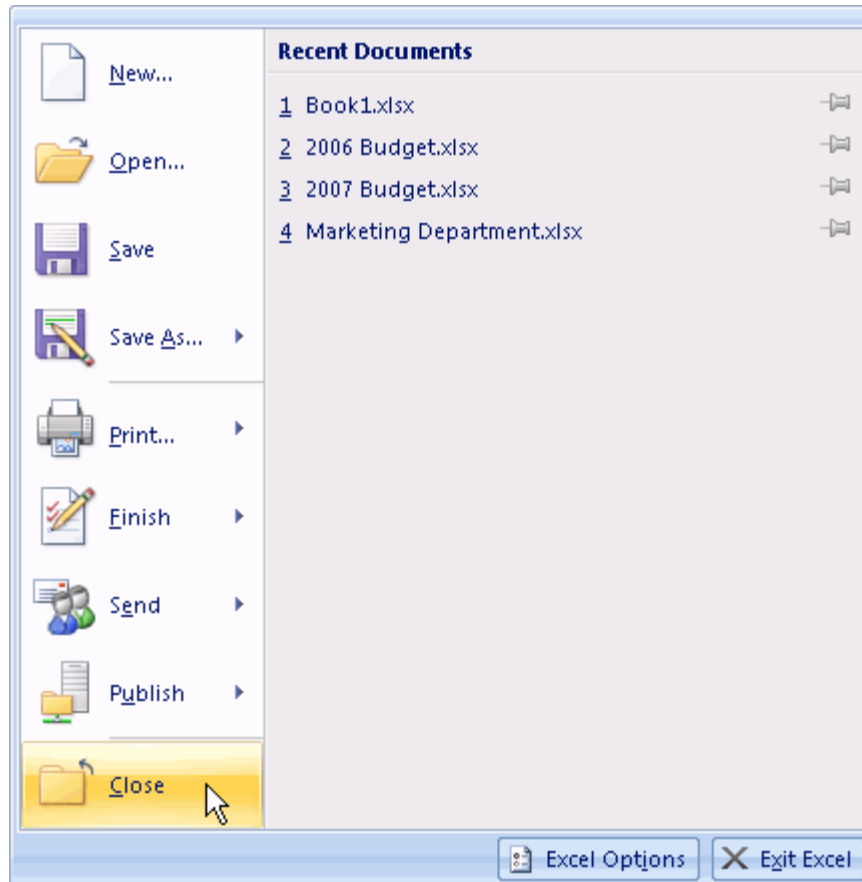 New...
Open...
Save
Save As...
Print...
Finish
Send
Publish
Close
Recent Documents
1 Book1.xlsx
2 2006 Budget.xlsx
3 2007 Budget.xlsx
4 Marketing Department.xlsx
Excel Options
Exit Excel